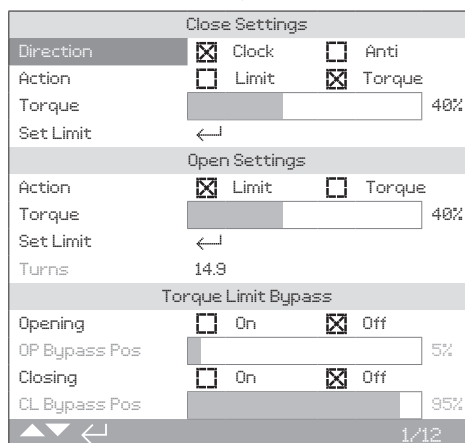 Close Settings
Direction Clock Anti
Action Limit Torque
Torque 40%
Set Limit
Open Settings
Action Limit Torque
Torque 40%
Set Limit
Turns 14.9
Torque Limit Bypass
Opening On Off
OP Bypass Pos 5%
Closing On Off
CL Bypass Pos 95%
1/12